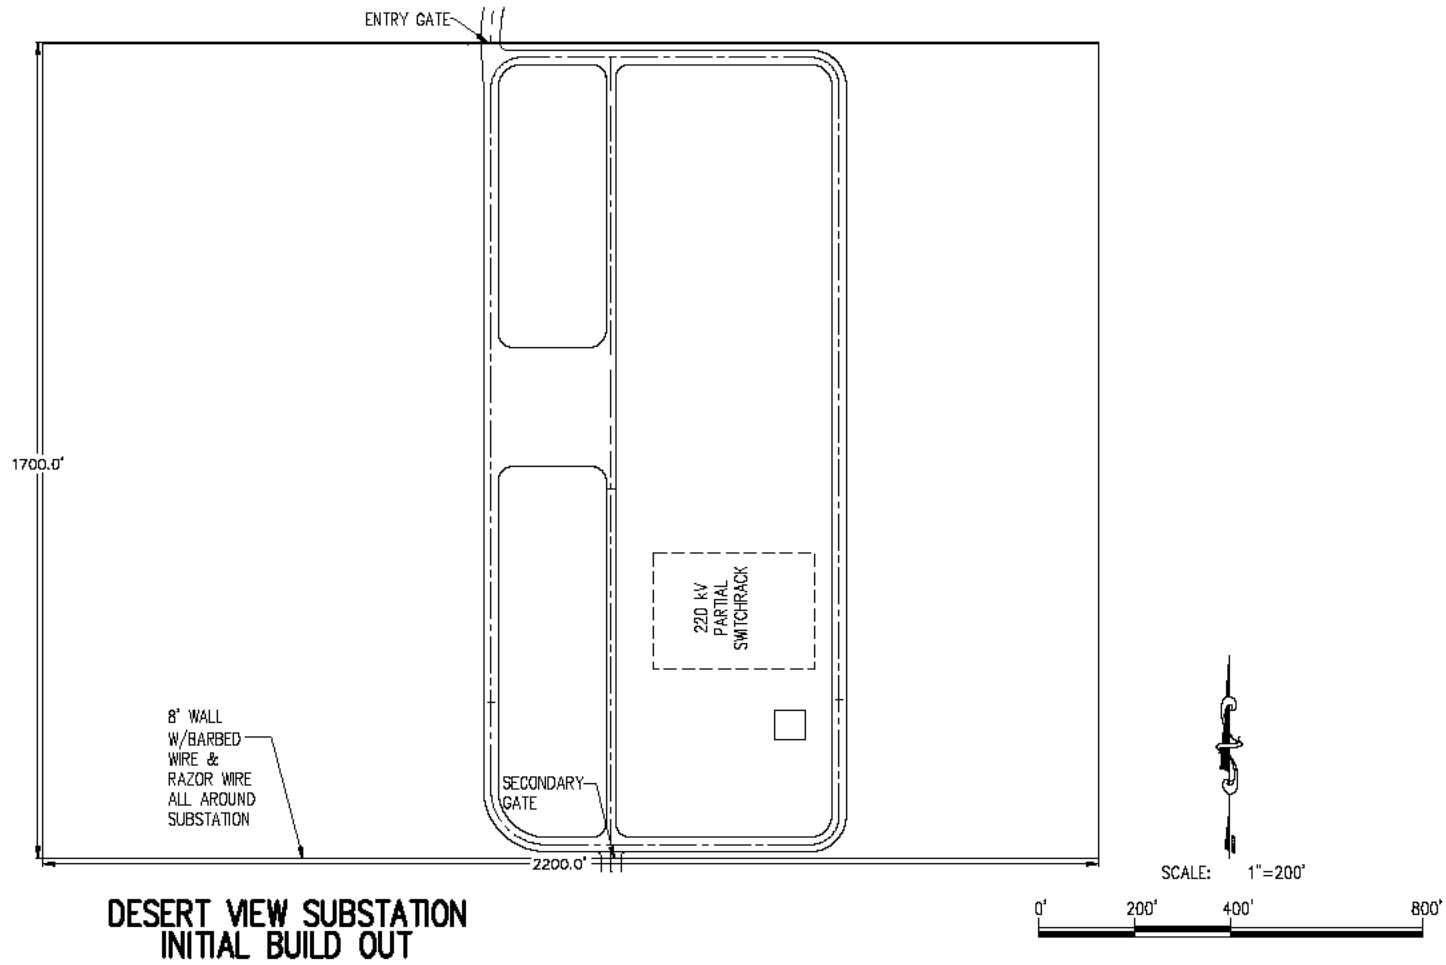 ENTRY GATE
1700.0'
220 kV
PARTIAL
SWITCHRACK
8' WALL
W/BARBED
WIRE &
RAZOR WIRE
ALL AROUND
SUBSTATION
SECONDARY
GATE
2200.0'
SCALE: 1"=200'
0' 200' 400' 800'
DESERT VIEW SUBSTATION
INITIAL BUILD OUT